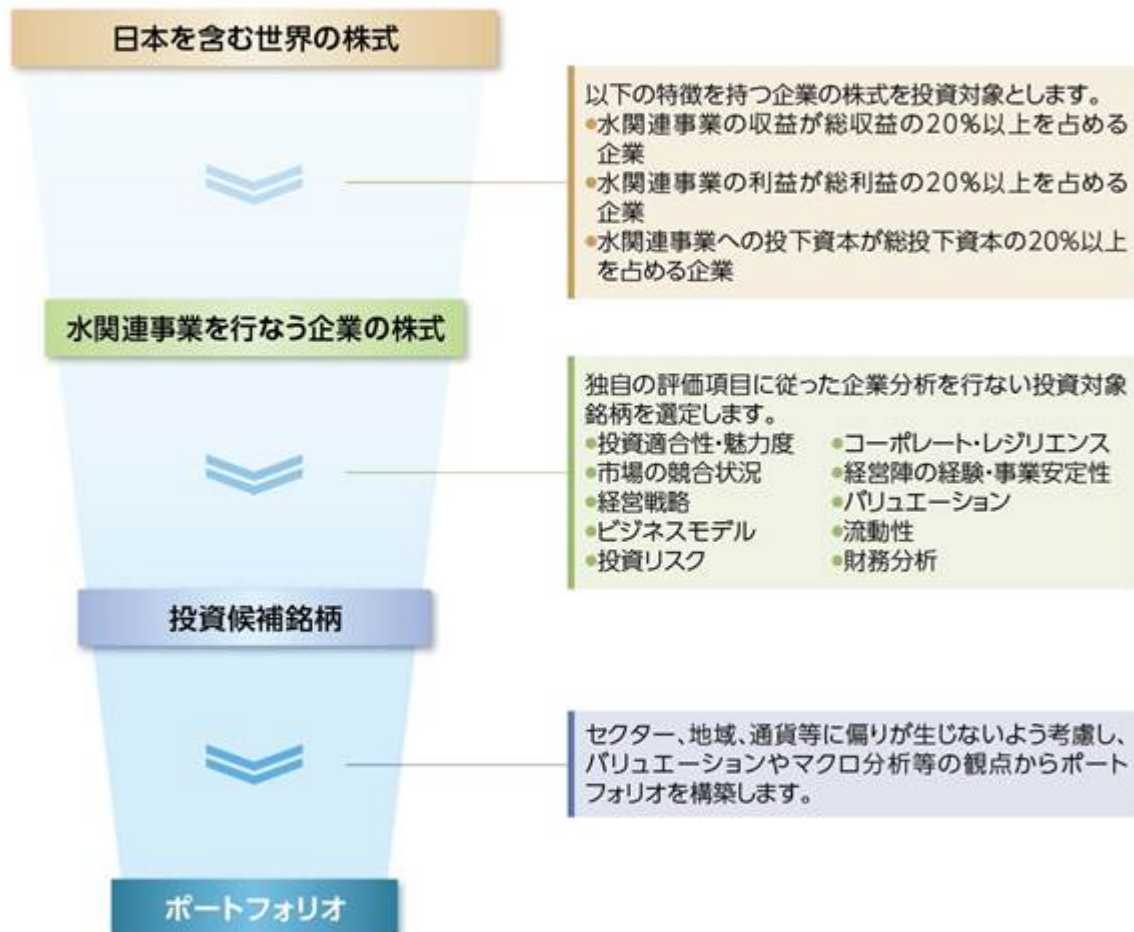 日本を含む世界の株式
以下の特徴を持つ企業の株式を投資対象とします。
●水関連事業の収益が総収益の20%以上を占める
企業
●水関連事業の利益が総利益の20%以上を占める
企業
●水関連事業への投下資本が総投下資本の20%以上
を占める企業
水関連事業を行なう企業の株式
独自の評価項目に従った企業分析を行ない投資対象
銘柄を選定します。
●投資適合性・魅力度
●市場の競合状況
●経営戦略
●ビジネスモデル
●投資リスク
●コーポレート・レジリエンス
●経営陣の経験・事業安定性
●バリュエーション
●流動性
●財務分析
投資候補銘柄
セクター、地域、通貨等に偏りが生じないよう考慮し、
バリュエーションやマクロ分析等の観点からポート
フォリオを構築します。
ポートフォリオ